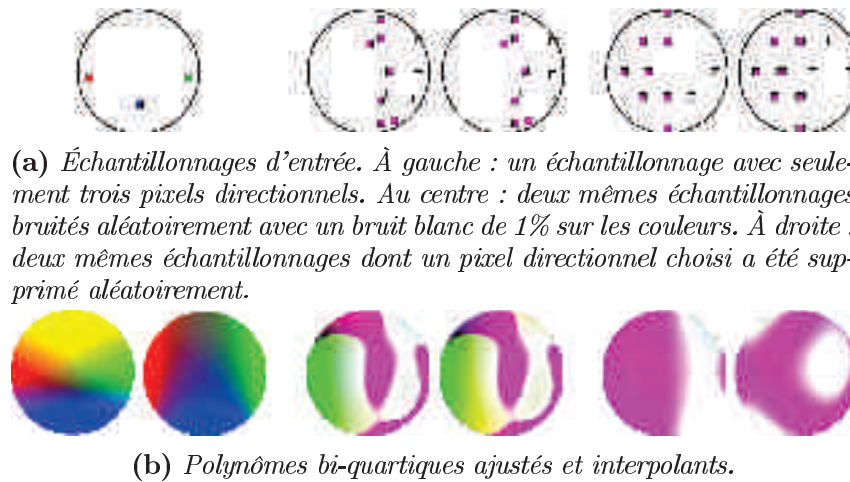 (a) Échantillonnages d'entrée. À gauche : un échantillonnage avec seule-
ment trois pixels directionnels. Au centre : deux mêmes échantillonnages
bruités aléatoirement avec un bruit blanc de 1% sur les couleurs. À droite :
deux mêmes échantillonnages dont un pixel directionnel choisi a été sup-
primé aléatoirement.
(b) Polynômes bi-quartiques ajustés et interpolants.